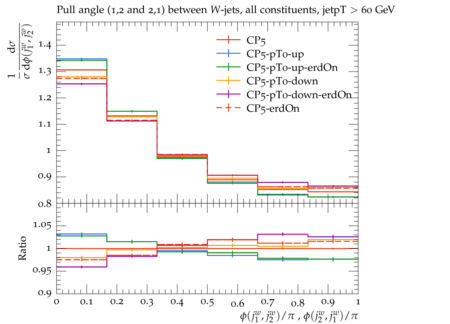 Pull angle (1,2 and 2,1) between W-jets, all constituents, jetpT > 60 GeV
1/σ dσ/dϕ(j₁ʷ, j₂ʷ)
CP5
CP5-pTo-up
CP5-pTo-up-erdOn
CP5-pTo-down
CP5-pTo-down-erdOn
CP5-erdOn
1.4
1.3
1.2
1.1
1.0
0.9
0.8
Ratio
1.05
1
0.95
0.9
0 0.1 0.2 0.3 0.4 0.5 0.6 0.7 0.8 0.9 1
ϕ(j₁ʷ, j₂ʷ)/π , ϕ(j₂ʷ, j₁ʷ)/π